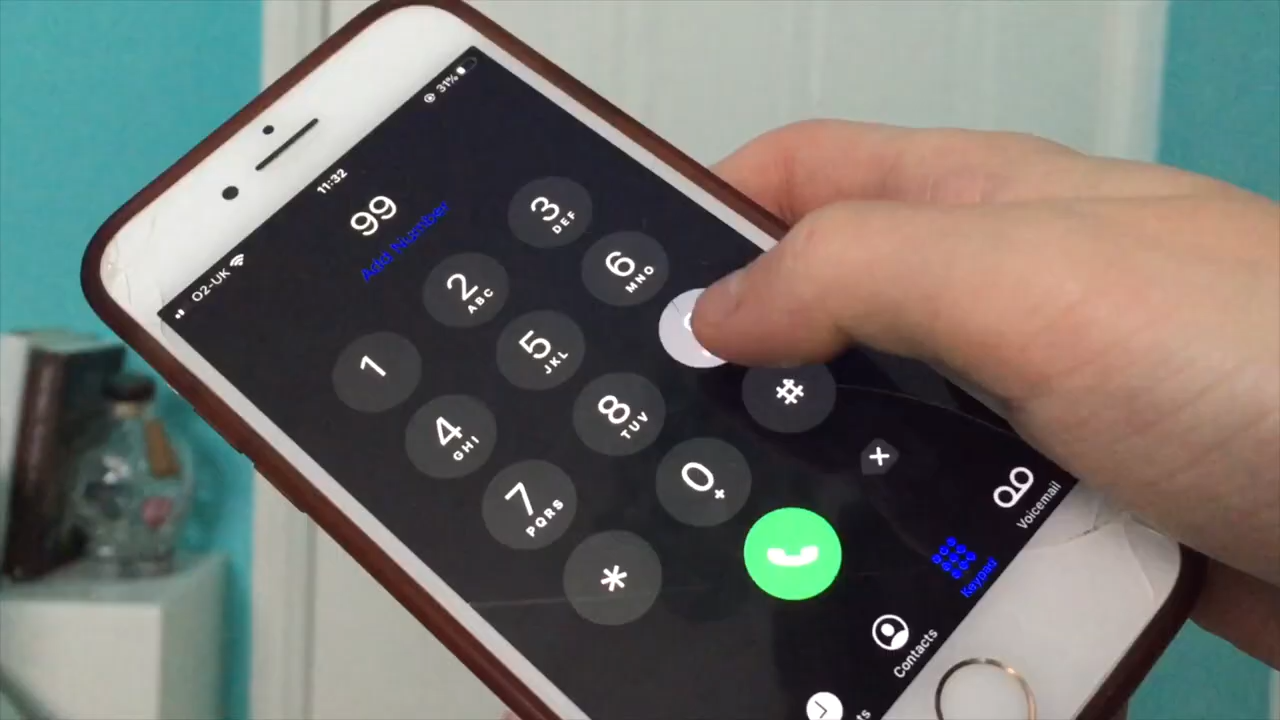 O2-UK
11:32
31%
99
Add Number
1
2
ABC
3
DEF
4
GHI
5
JKL
6
MNO
7
PQRS
8
TUV
*
0
+
#
Contacts
Keypad
Voicemail